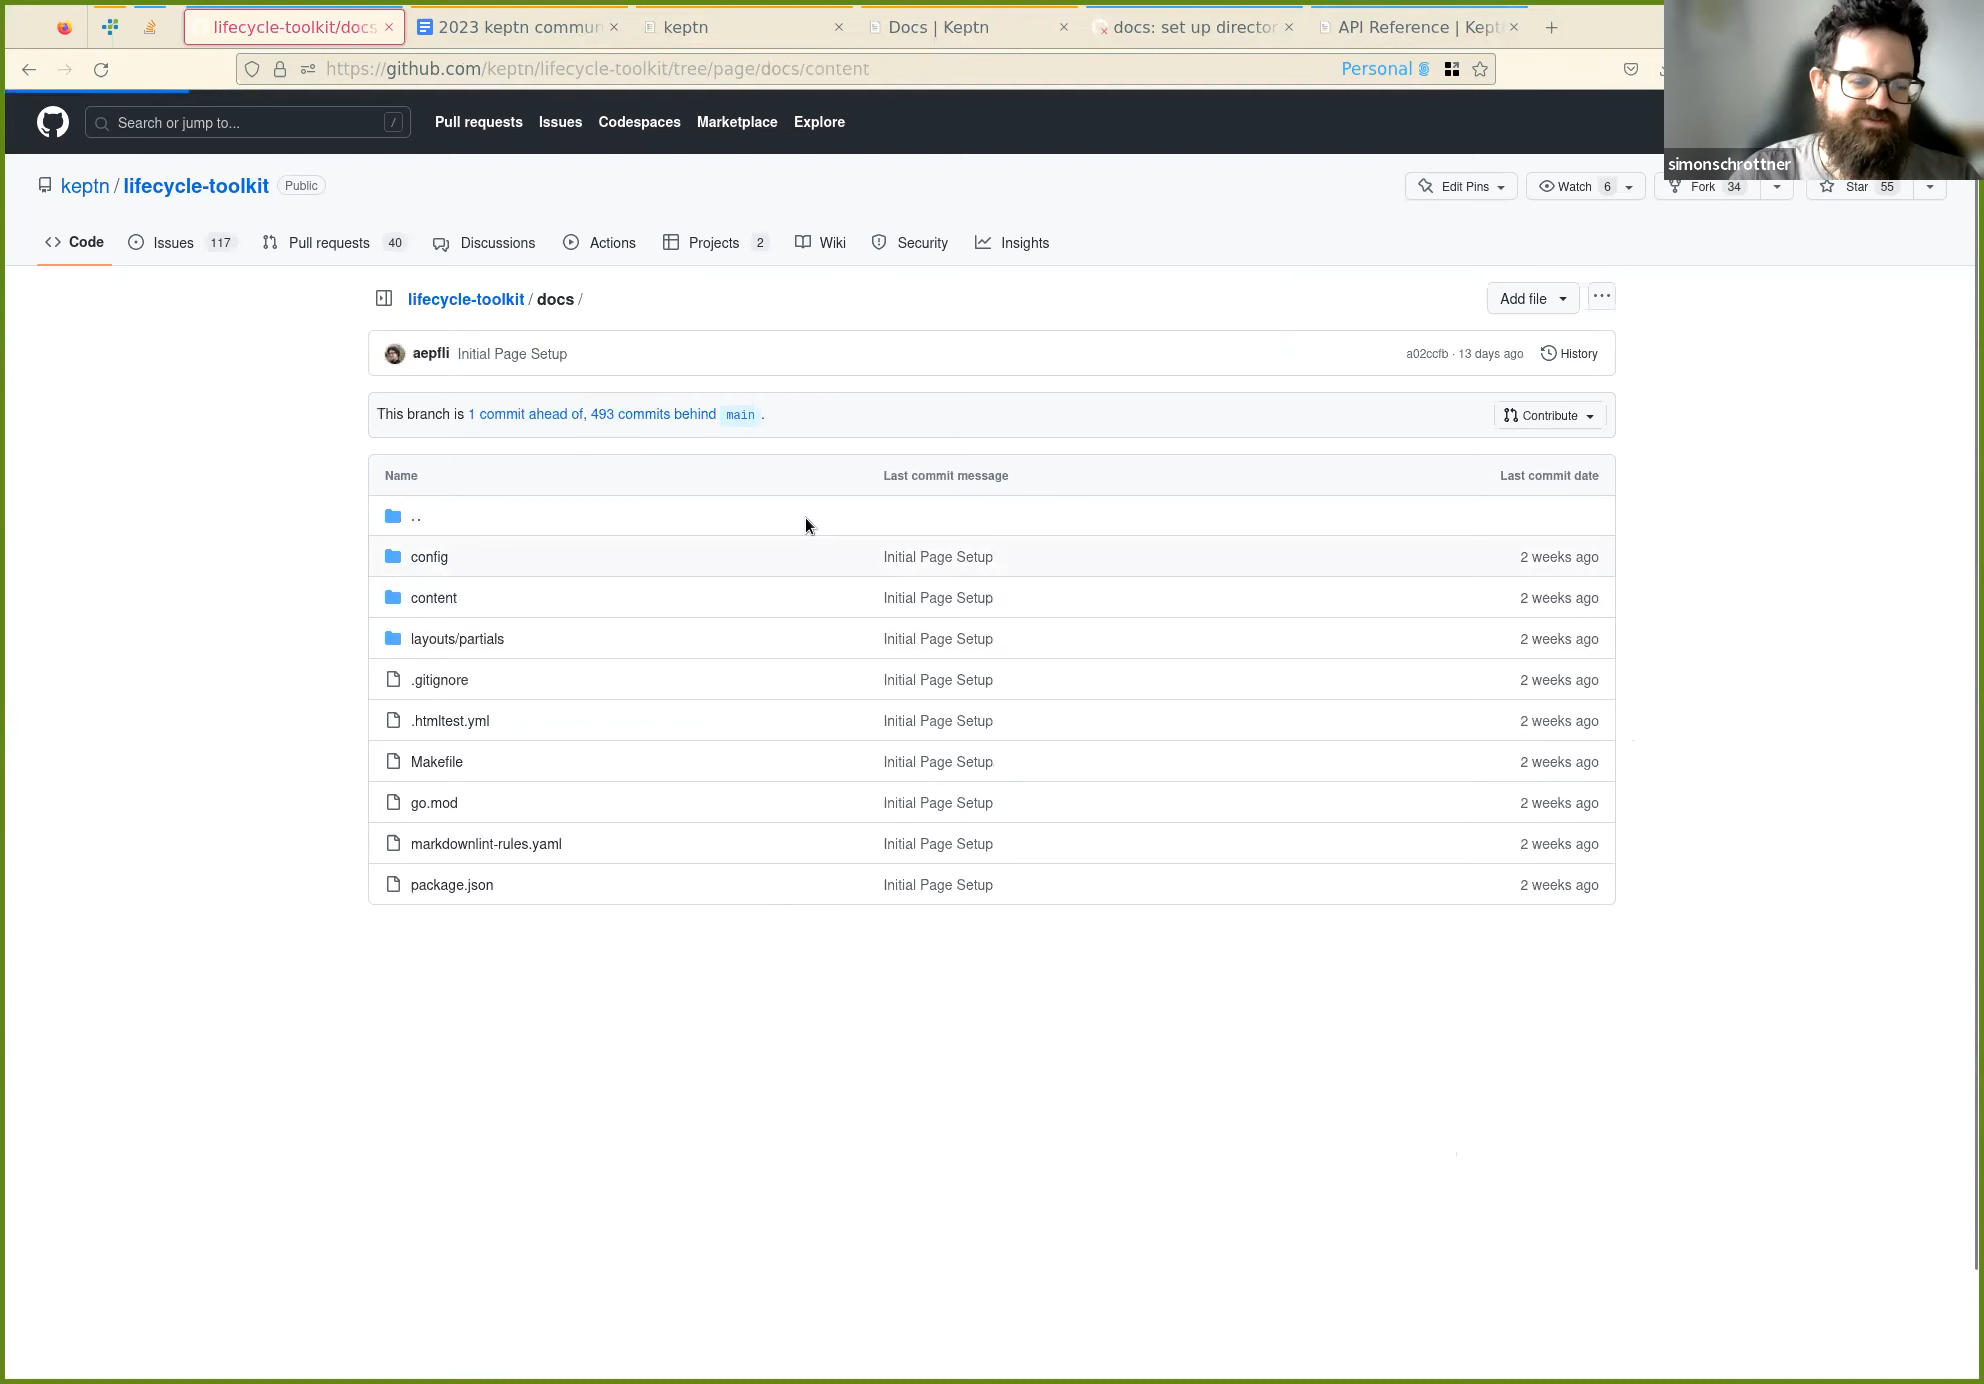 lifecycle-toolkit/docs
2023 keptn commun
keptn
Docs | Keptn
docs: set up director
API Reference | Kept
https://github.com/keptn/lifecycle-toolkit/tree/page/docs/content
Personal
Search or jump to...
/
Pull requests
Issues
Codespaces
Marketplace
Explore
simonschrottner
keptn / lifecycle-toolkit
Public
Edit Pins
Watch 6
Fork 34
Star 55
Code
Issues 117
Pull requests 40
Discussions
Actions
Projects 2
Wiki
Security
Insights
lifecycle-toolkit / docs /
Add file
aepfli Initial Page Setup
a02ccfb · 13 days ago
History
This branch is 1 commit ahead of, 493 commits behind main .
Contribute
Name Last commit message Last commit date
..
config Initial Page Setup 2 weeks ago
content Initial Page Setup 2 weeks ago
layouts/partials Initial Page Setup 2 weeks ago
.gitignore Initial Page Setup 2 weeks ago
.htmltest.yml Initial Page Setup 2 weeks ago
Makefile Initial Page Setup 2 weeks ago
go.mod Initial Page Setup 2 weeks ago
markdownlint-rules.yaml Initial Page Setup 2 weeks ago
package.json Initial Page Setup 2 weeks ago